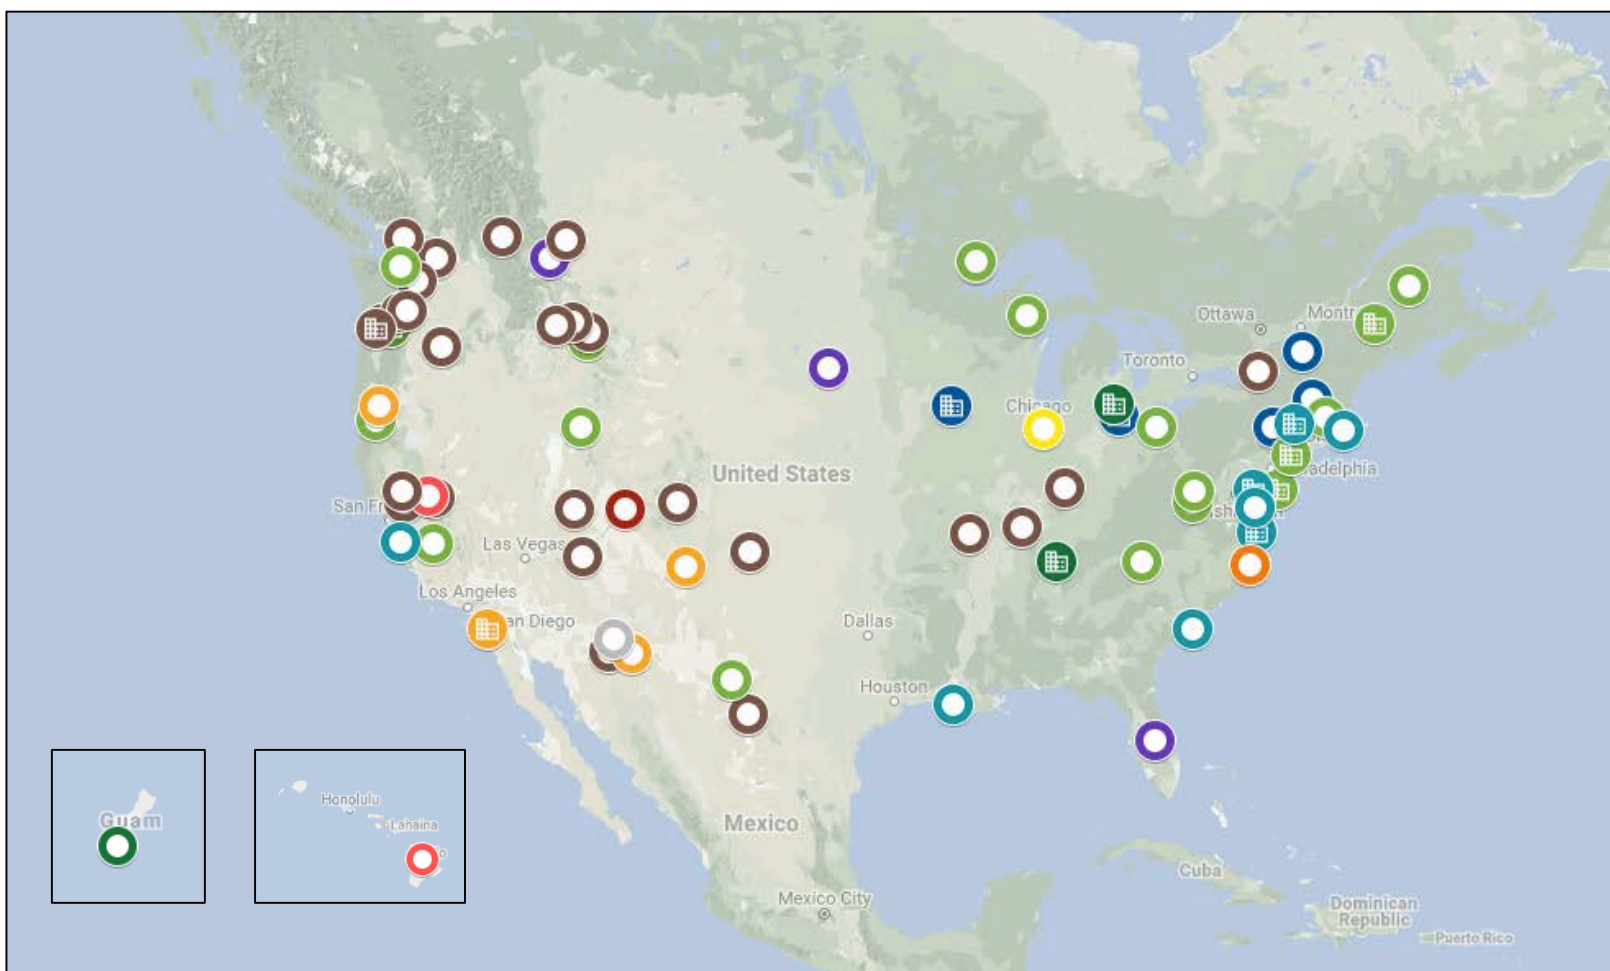 Ottawa
Montr
Toronto
Chicago
United States
adelphia
San Fr
Las Vegas
Los Angeles
an Diego
Dallas
Houston
Guam
Honolulu
Lahaina
Mexico
Mexico City
Cuba
Dominican
Republic
Puerto Rico